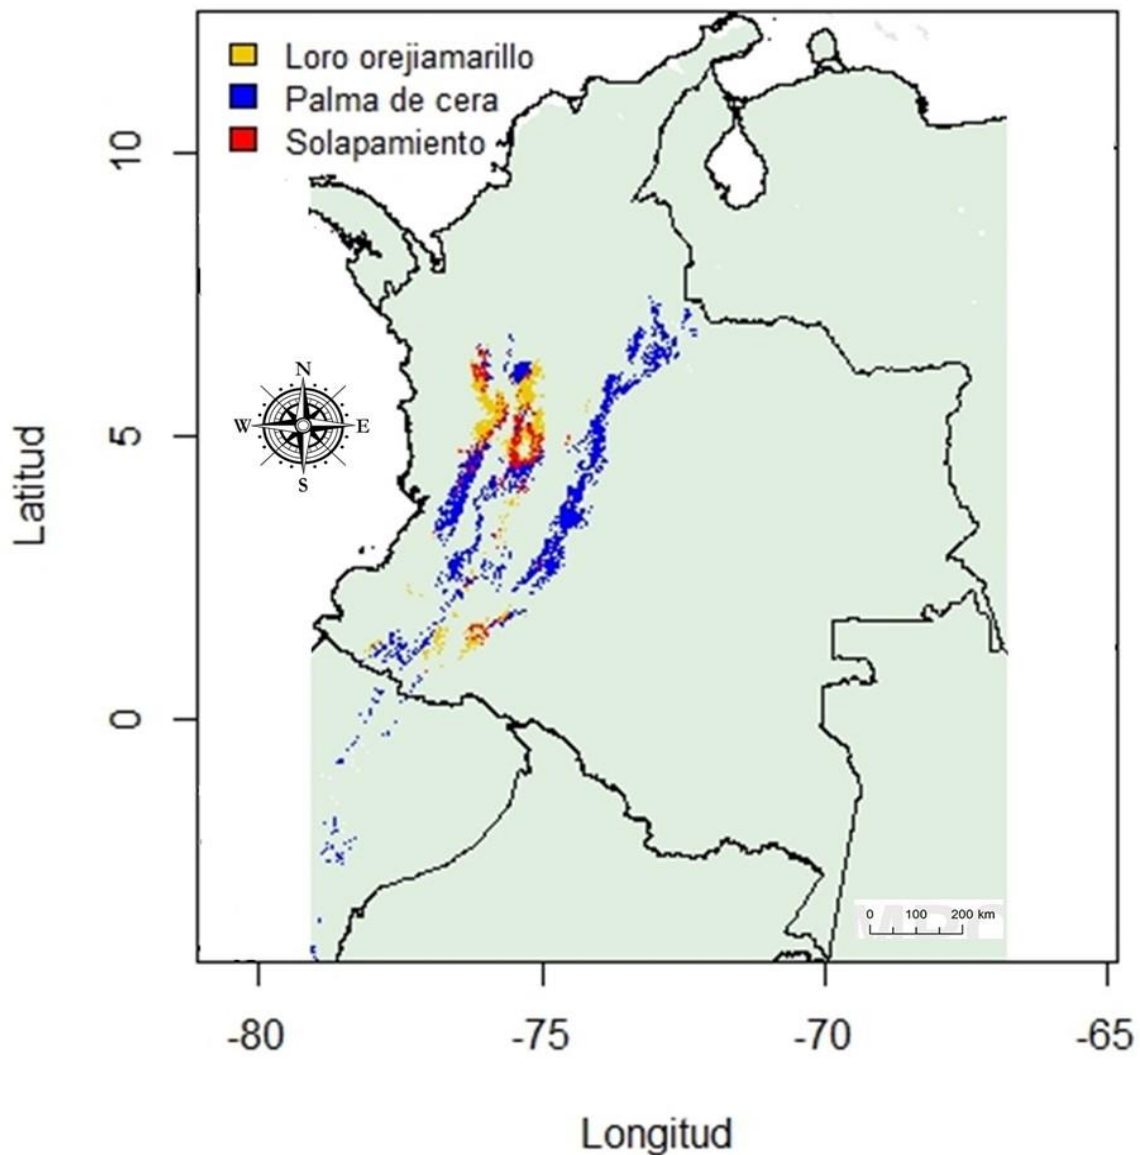 Loro orejiamarillo
Palma de cera
Solapamiento
10
5
0
Latitud
N
W E
S
0 100 200 km
-80 -75 -70 -65
Longitud